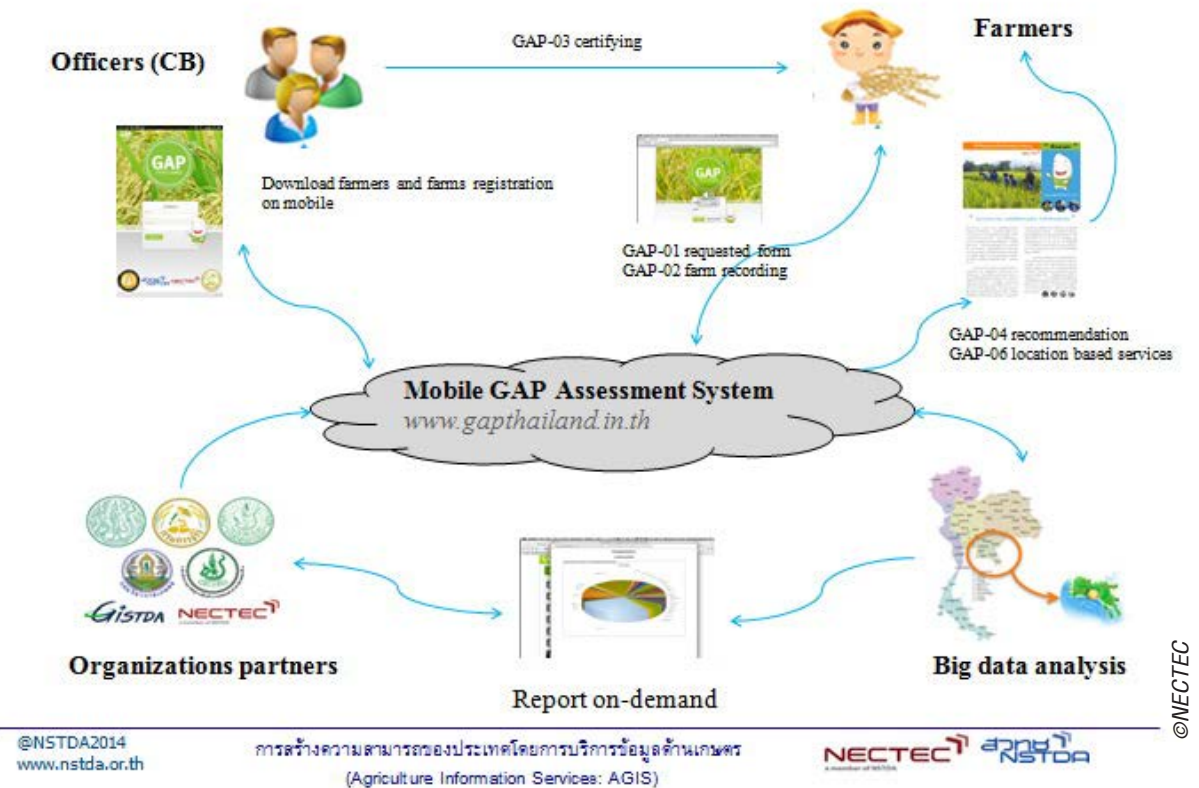 Officers (CB)
GAP-03 certifying
Farmers
GAP
Download farmers and farms registration
on mobile
GAP
GAP-01 requested form
GAP-02 farm recording
GAP-04 recommendation
GAP-06 location based services
Mobile GAP Assessment System
www.gapthailand.in.th
GISTDA
NECTEC
Organizations partners
Report on-demand
Big data analysis
©NECTEC
@NSTDA2014
www.nstda.or.th
การสร้างความสามารถของประเทศโดยการบริการข้อมูลด้านเกษตร
(Agriculture Information Services: AGIS)
NECTEC
a member of NSTDA
สวทช
NSTDA